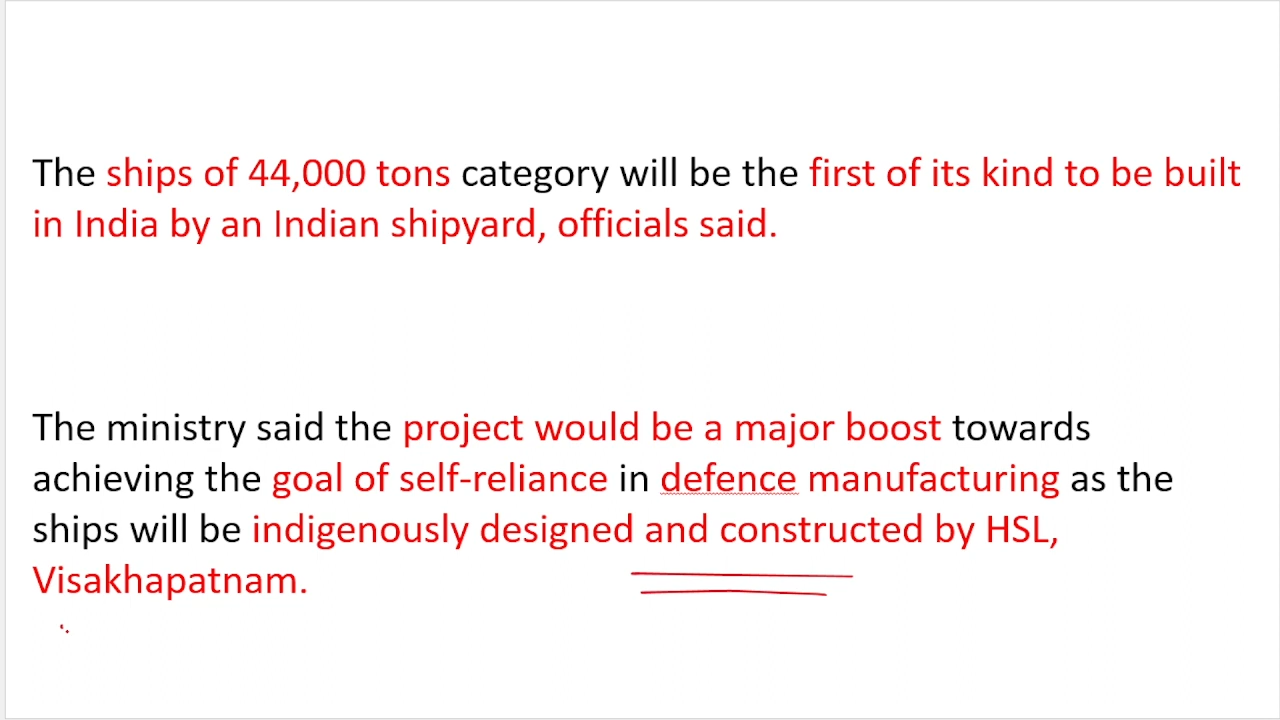 The ships of 44,000 tons category will be the first of its kind to be built
in India by an Indian shipyard, officials said.
The ministry said the project would be a major boost towards
achieving the goal of self-reliance in defence manufacturing as the
ships will be indigenously designed and constructed by HSL,
Visakhapatnam.